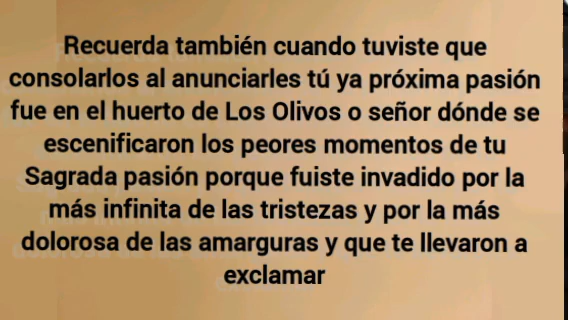 Recuerda también cuando tuviste que
consolarlos al anunciarles tú ya próxima pasión
fue en el huerto de Los Olivos o señor dónde se
escenificaron los peores momentos de tu
Sagrada pasión porque fuiste invadido por la
más infinita de las tristezas y por la más
dolorosa de las amarguras y que te llevaron a
exclamar